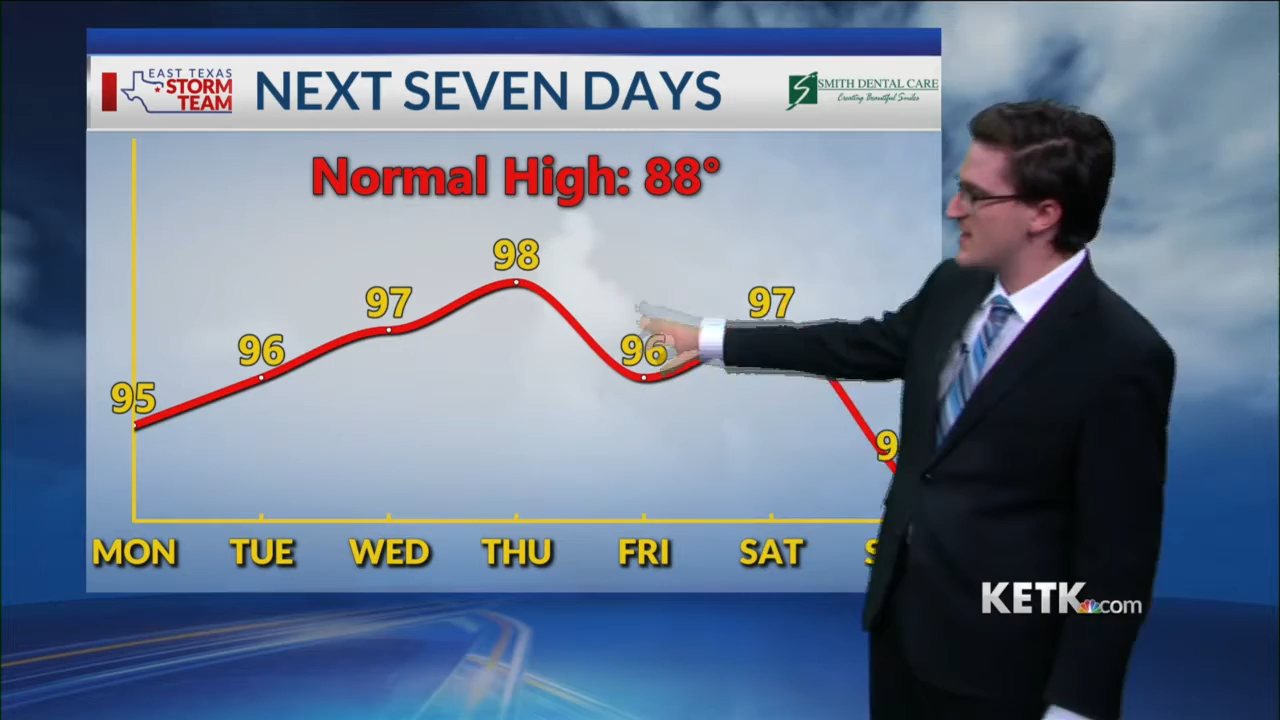 EAST TEXAS
STORM
TEAM
NEXT SEVEN DAYS
SMITH DENTAL CARE
Creating Beautiful Smiles
Normal High: 88°
95
96
97
98
96
97
9
MON
TUE
WED
THU
FRI
SAT
S
KETK.com